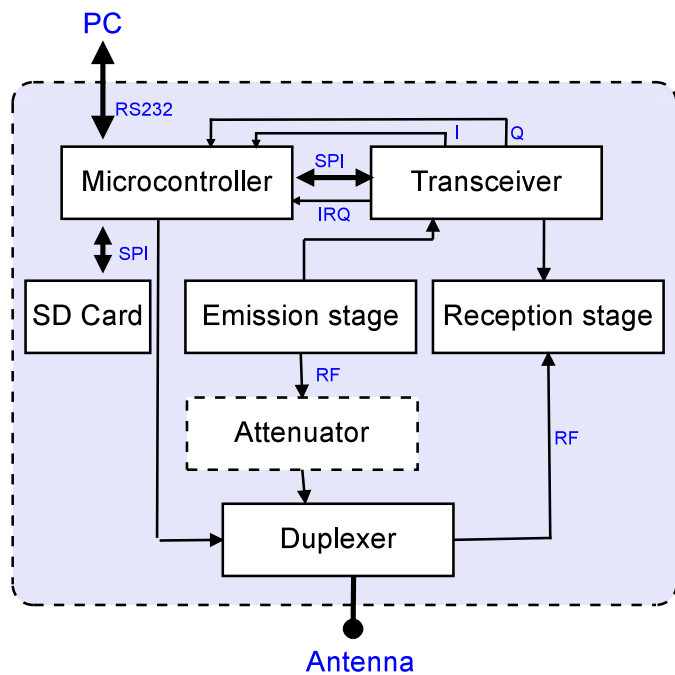 PC
RS232
I
Q
Microcontroller
SPI
Transceiver
IRQ
SPI
SD Card
Emission stage
Reception stage
RF
Attenuator
RF
Duplexer
Antenna